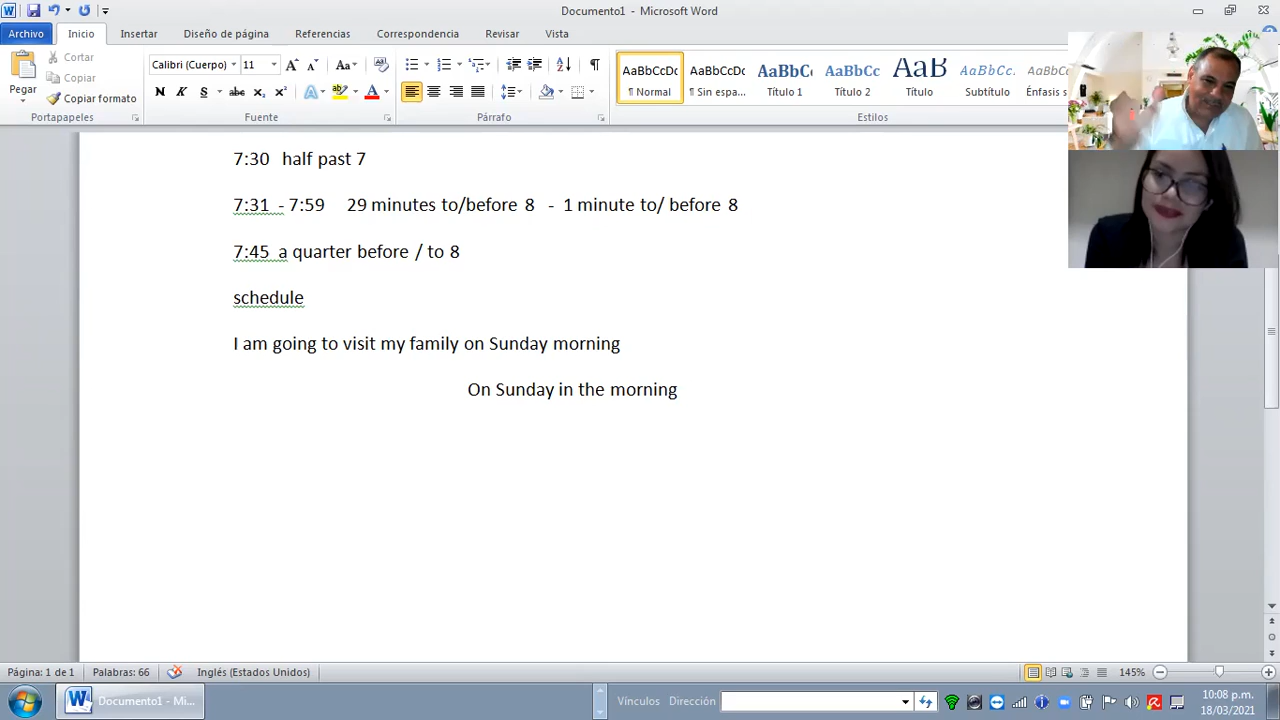 Documento1 - Microsoft Word
Archivo Inicio Insertar Diseño de página Referencias Correspondencia Revisar Vista
Pegar
Cortar
Copiar
Copiar formato
Portapapeles
Calibri (Cuerpo) 11
Fuente
Párrafo
AaBbCcDc ¶ Normal
AaBbCcDc ¶ Sin espa...
AaBbC Título 1
AaBbCc Título 2
AaB Título
AaBbCc. Subtítulo
AaBbCc Énfasis s
Estilos
7:30 half past 7
7:31 - 7:59 29 minutes to/before 8 - 1 minute to/ before 8
7:45 a quarter before / to 8
schedule
I am going to visit my family on Sunday morning
On Sunday in the morning
Página: 1 de 1 Palabras: 66 Inglés (Estados Unidos) 145%
Documento1 - Mi... Vínculos Dirección
10:08 p.m.
18/03/2021